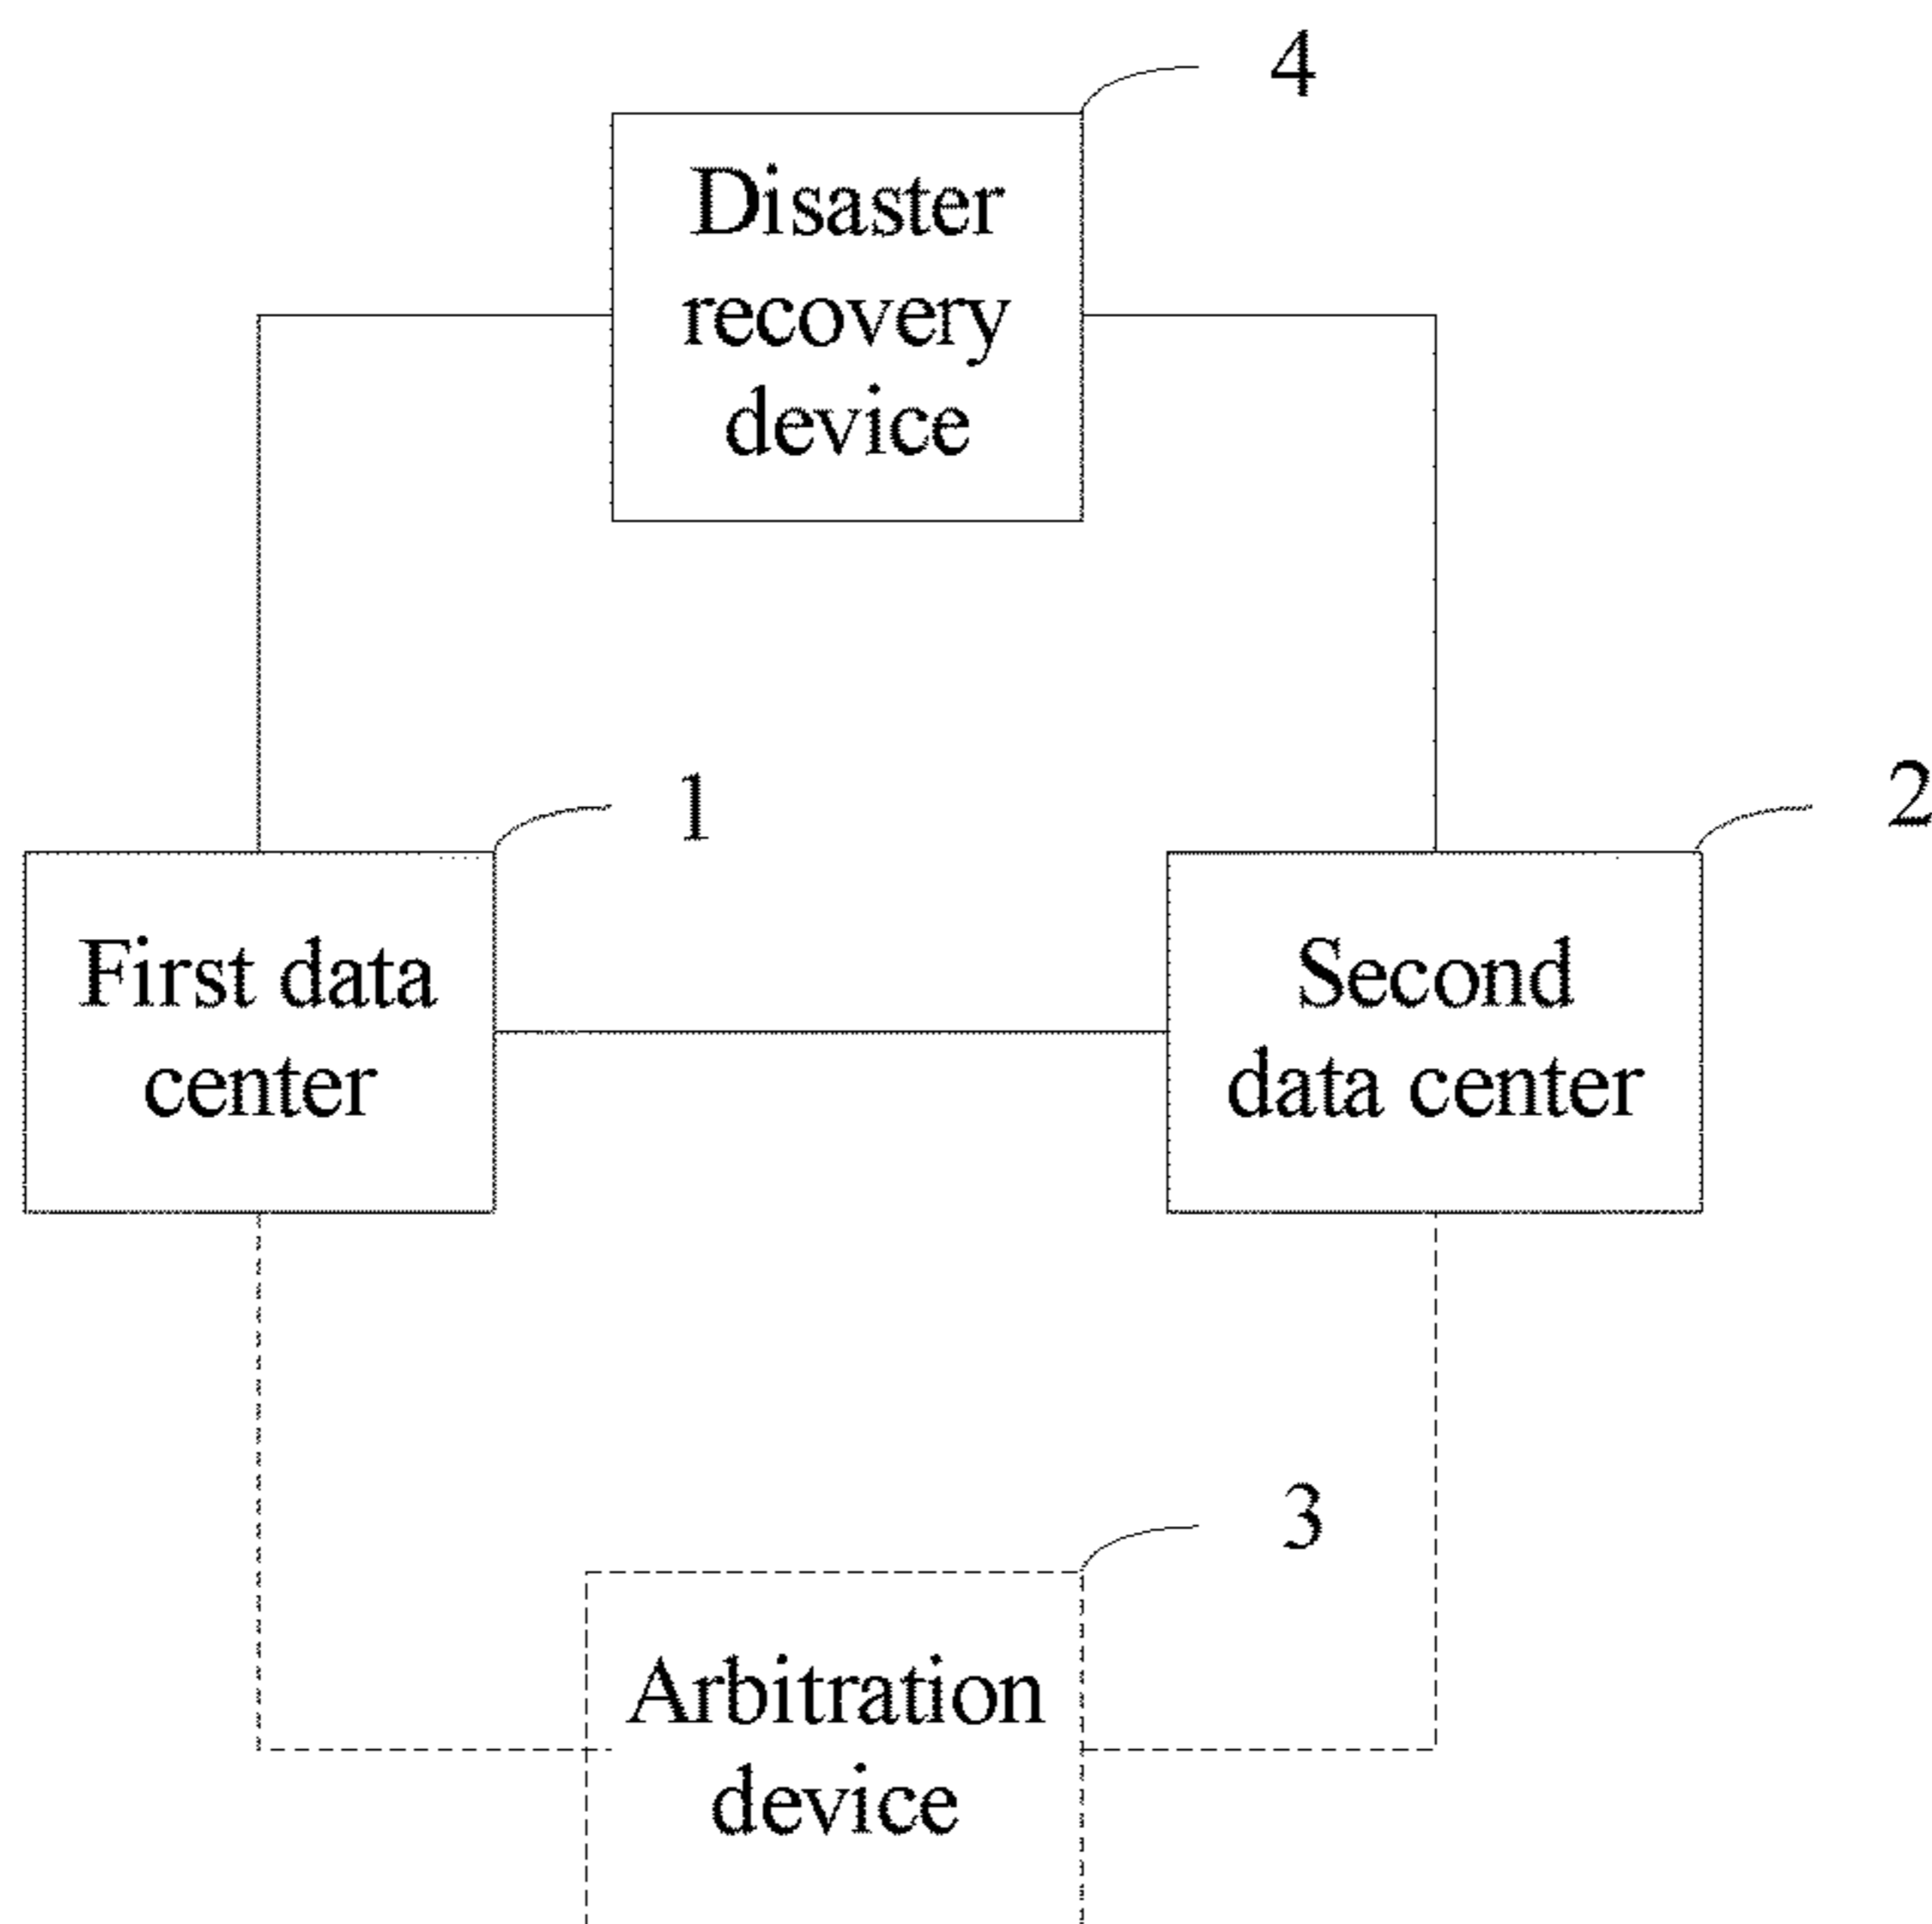 4
Disaster
recovery
device
1
2
First data
center
Second
data center
3
Arbitration
device